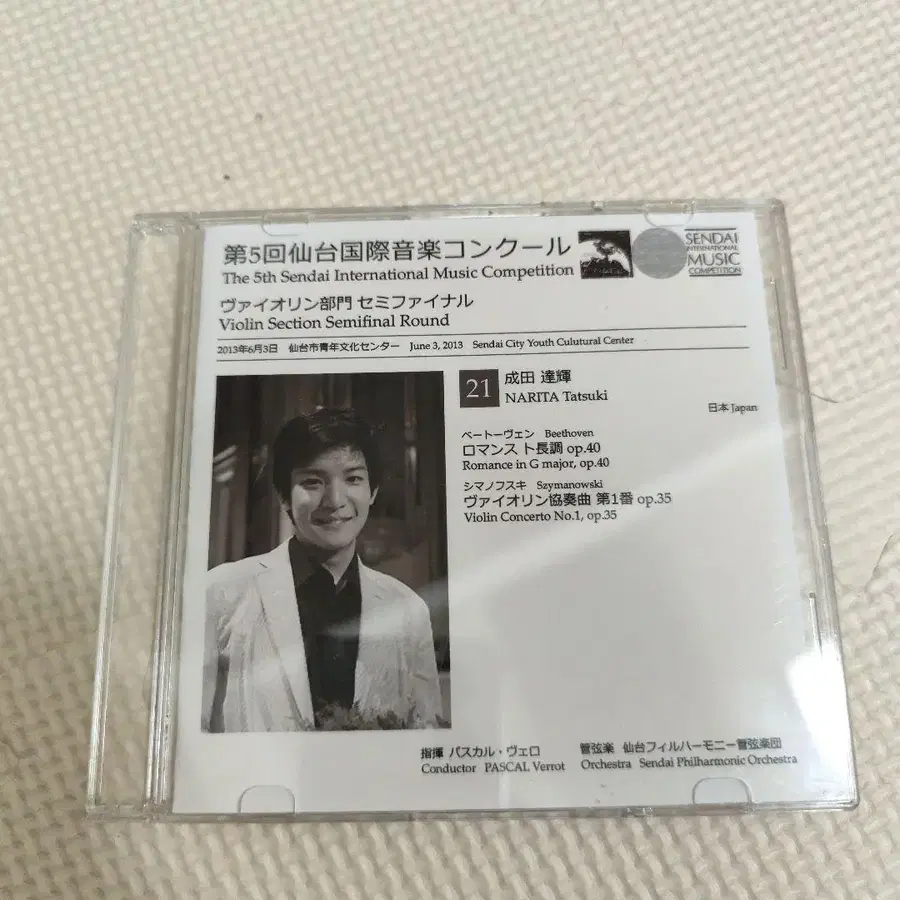 第5回仙台国際音楽コンクール
The 5th Sendai International Music Competition
SENDAI
INTERNATIONAL
MUSIC
COMPETITION
ヴァイオリン部門 セミファイナル
Violin Section Semifinal Round
2013年6月3日 仙台市青年文化センター June 3, 2013 Sendai City Youth Culutural Center
21 成田 達輝
NARITA Tatsuki
日本 Japan
ベートーヴェン Beethoven
ロマンス ト長調 op.40
Romance in G major, op.40
シマノフスキ Szymanowski
ヴァイオリン協奏曲 第1番 op.35
Violin Concerto No.1, op.35
指揮 パスカル・ヴェロ 管弦楽 仙台フィルハーモニー管弦楽団
Conductor PASCAL Verrot Orchestra Sendai Philharmonic Orchestra